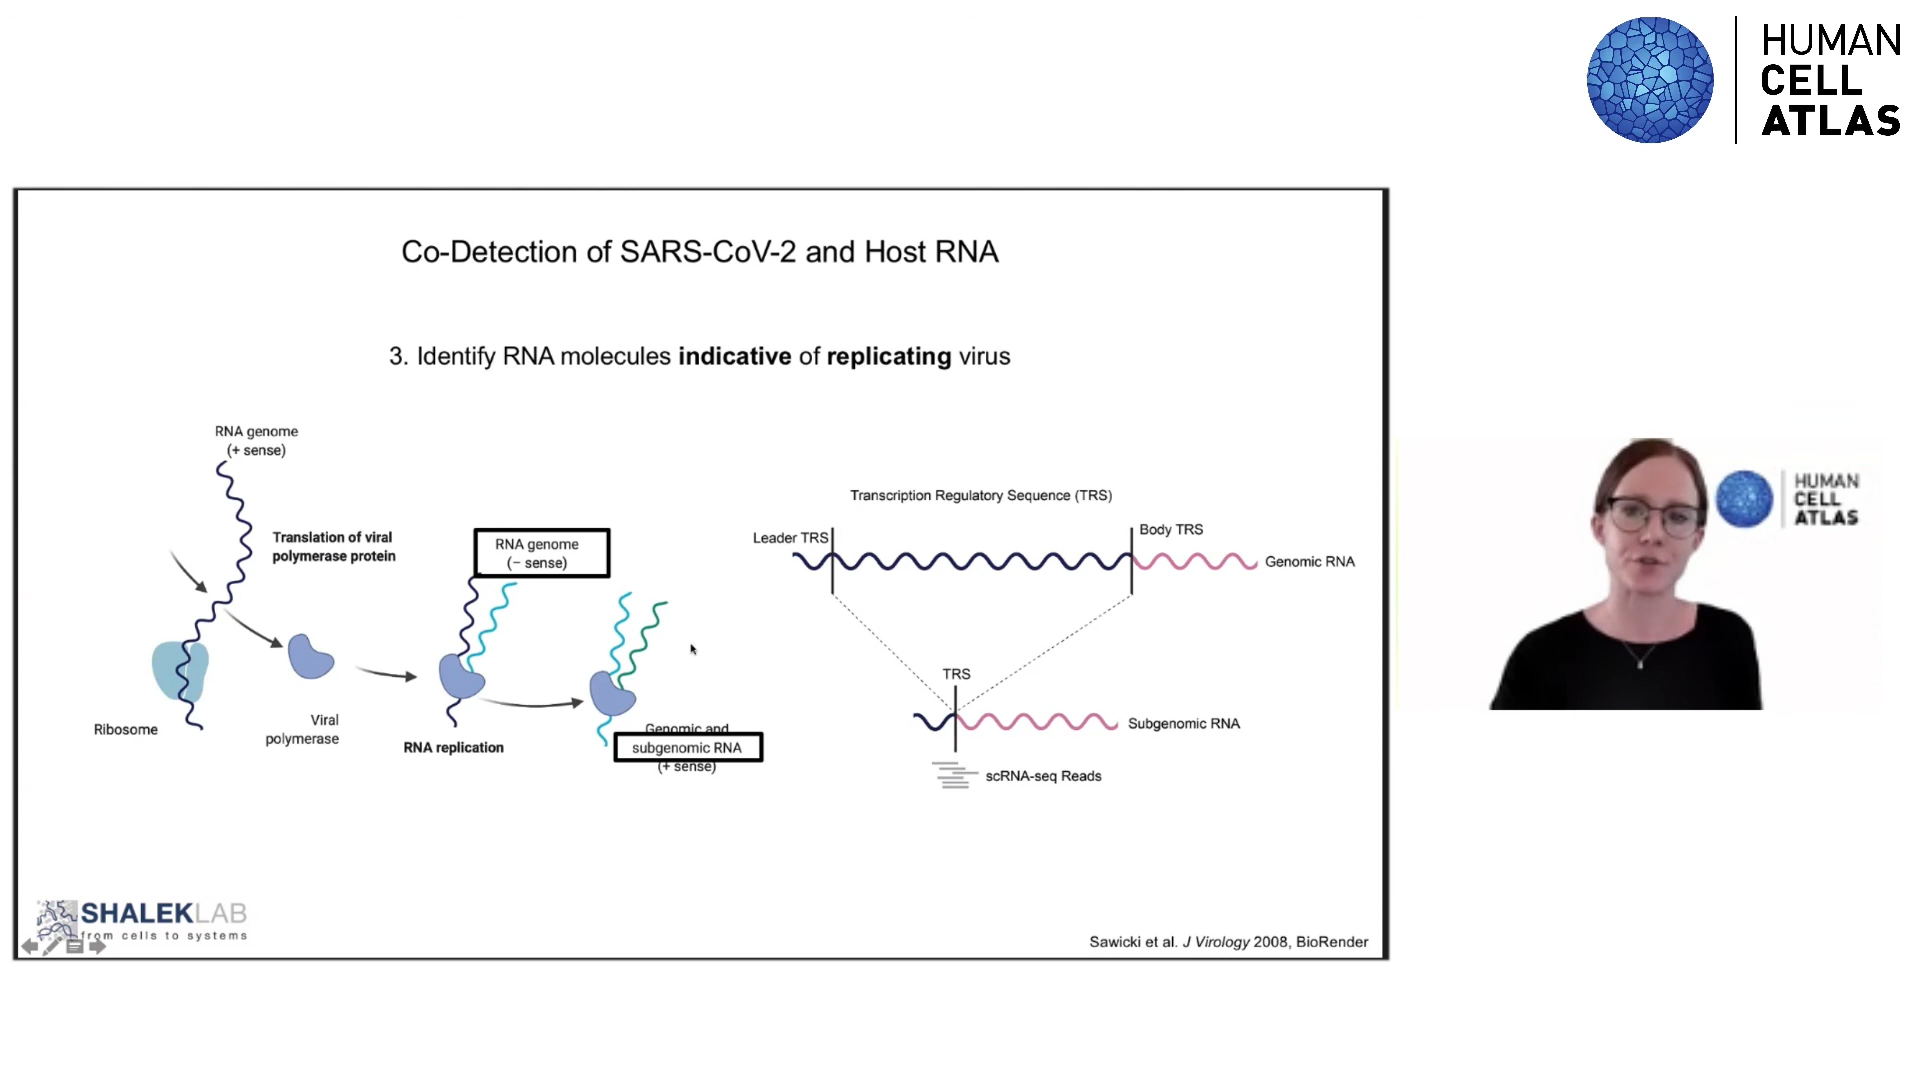 HUMAN
CELL
ATLAS
Co-Detection of SARS-CoV-2 and Host RNA
3. Identify RNA molecules indicative of replicating virus
RNA genome
(+ sense)
Translation of viral
polymerase protein
Ribosome
Viral
polymerase
RNA genome
(− sense)
RNA replication
Genomic and
subgenomic RNA
(+ sense)
Transcription Regulatory Sequence (TRS)
Leader TRS
Body TRS
Genomic RNA
TRS
Subgenomic RNA
scRNA-seq Reads
SHALEKLAB
from cells to systems
Sawicki et al. J Virology 2008, BioRender
HUMAN
CELL
ATLAS